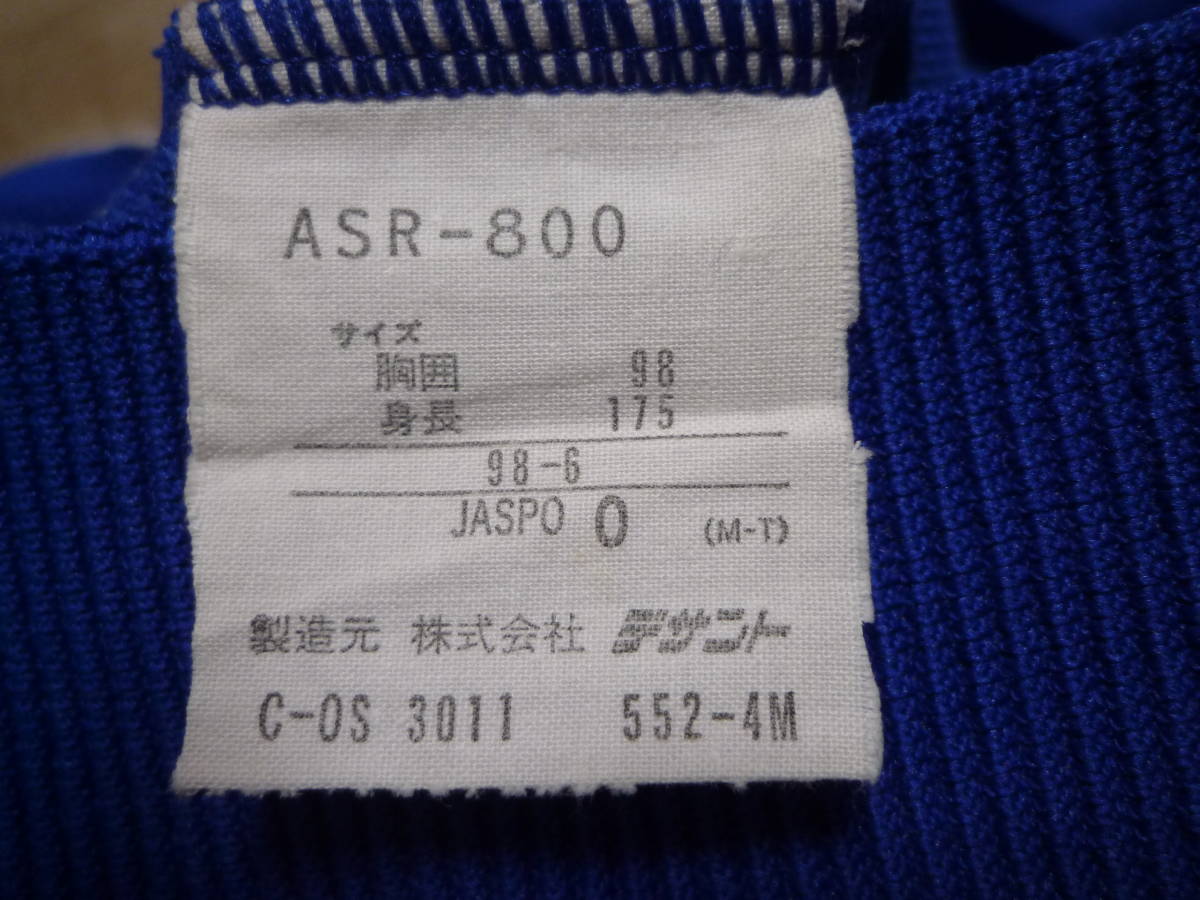 ASR-800
サイズ
胸囲 98
身長 175
98-6
JASPO O (M-T)
製造元 株式会社 デサント
C-OS 3011 552-4M